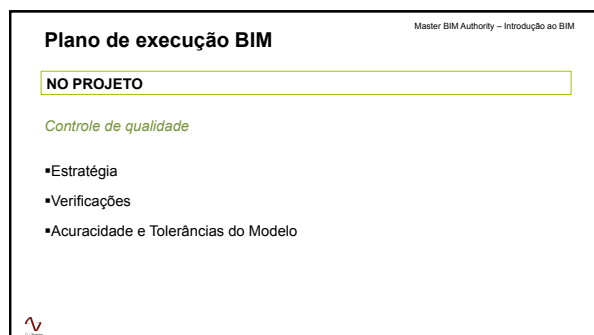 Master BIM Authority – Introdução ao BIM
Plano de execução BIM
NO PROJETO
Controle de qualidade
▪Estratégia
▪Verificações
▪Acuracidade e Tolerâncias do Modelo